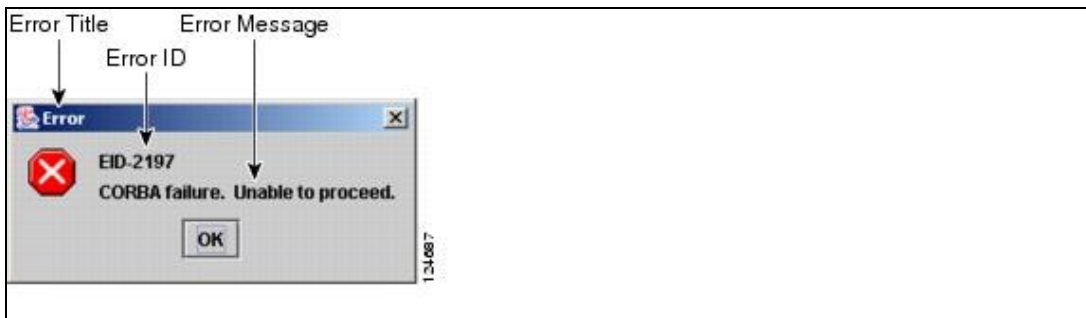 Error Title Error Message
Error ID
Error
EID-2197
CORBA failure. Unable to proceed.
OK
124687